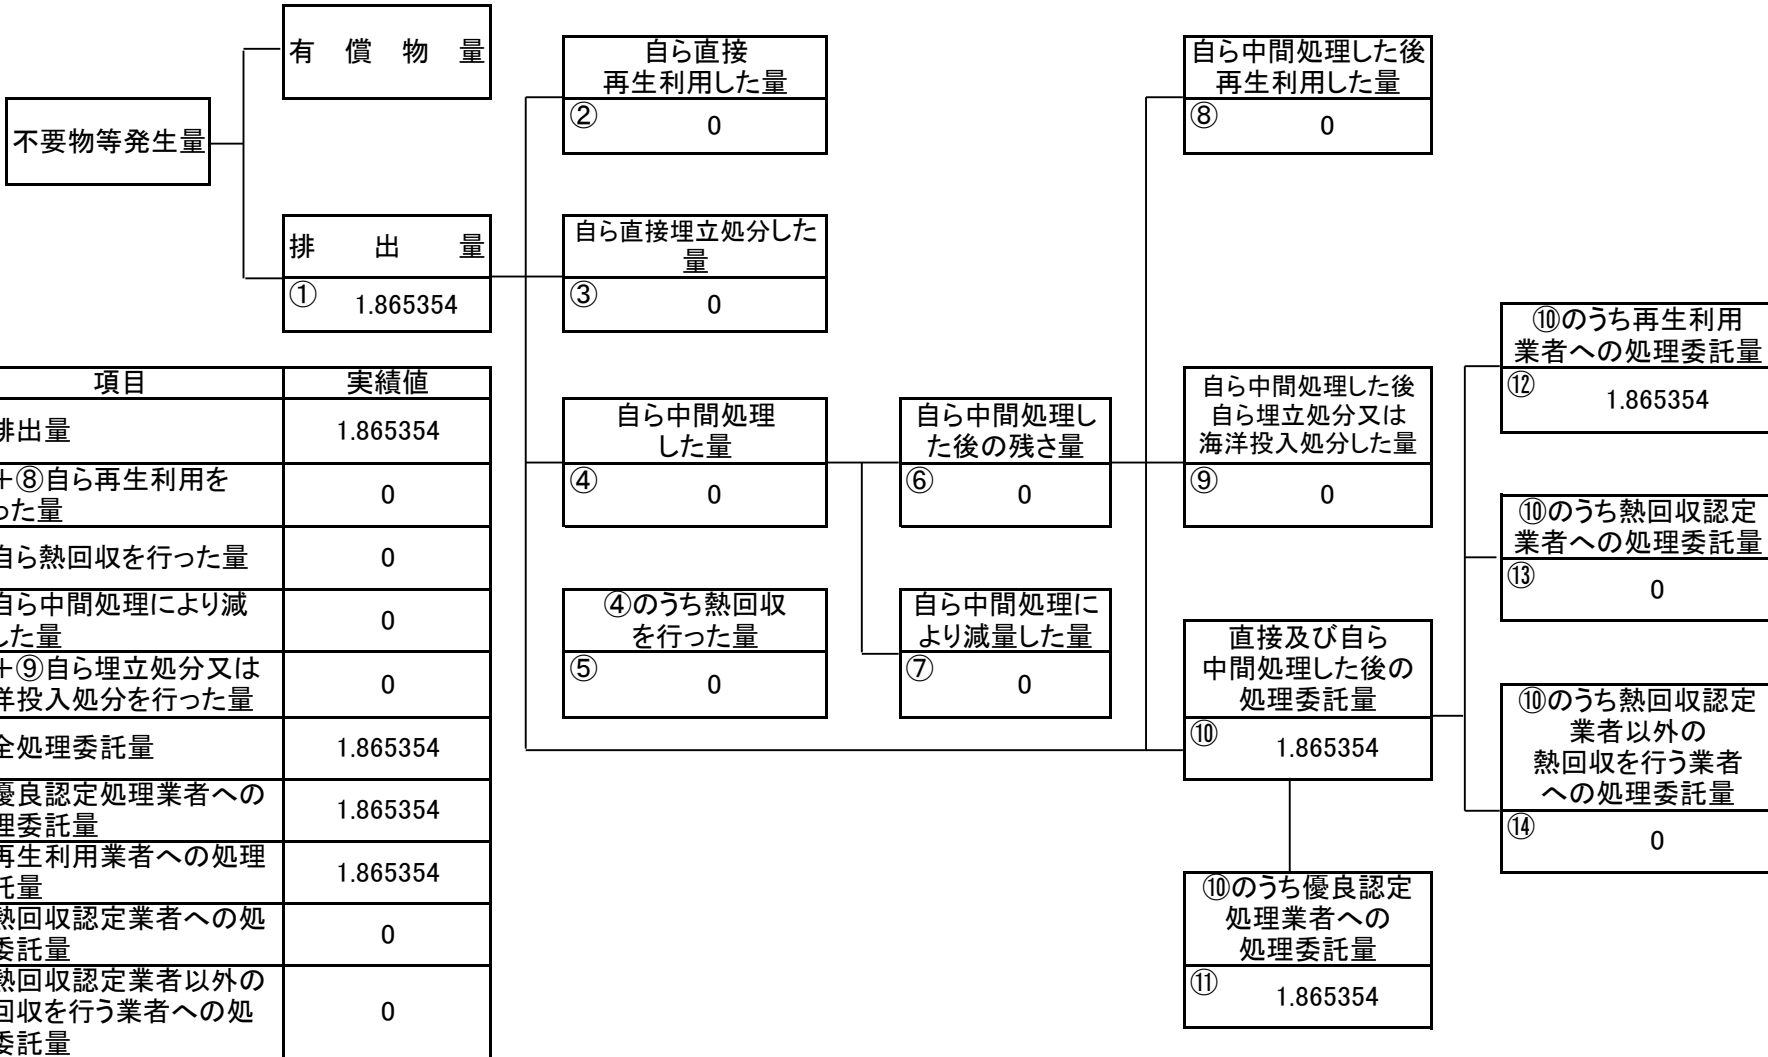 有 償 物 量
不要物等発生量
排 出 量
① 1.865354
自ら直接
再生利用した量
② 0
自ら直接埋立処分した
量
③ 0
自ら中間処理
した量
④ 0
④のうち熱回収
を行った量
⑤ 0
自ら中間処理し
た後の残さ量
⑥ 0
自ら中間処理に
より減量した量
⑦ 0
自ら中間処理した後
再生利用した量
⑧ 0
自ら中間処理した後
自ら埋立処分又は
海洋投入処分した量
⑨ 0
直接及び自ら
中間処理した後の
処理委託量
⑩ 1.865354
⑩のうち優良認定
処理業者への
処理委託量
⑪ 1.865354
⑩のうち再生利用
業者への処理委託量
⑫ 1.865354
⑩のうち熱回収認定
業者への処理委託量
⑬ 0
⑩のうち熱回収認定
業者以外の
熱回収を行う業者
への処理委託量
⑭ 0
項目 実績値
排出量 1.865354
+⑧自ら再生利用を
った量 0
自ら熱回収を行った量 0
自ら中間処理により減
した量 0
+⑨自ら埋立処分又は
洋投入処分を行った量 0
全処理委託量 1.865354
優良認定処理業者への
理委託量 1.865354
再生利用業者への処理
託量 1.865354
熱回収認定業者への処
委託量 0
熱回収認定業者以外の
回収を行う業者への処
委託量 0